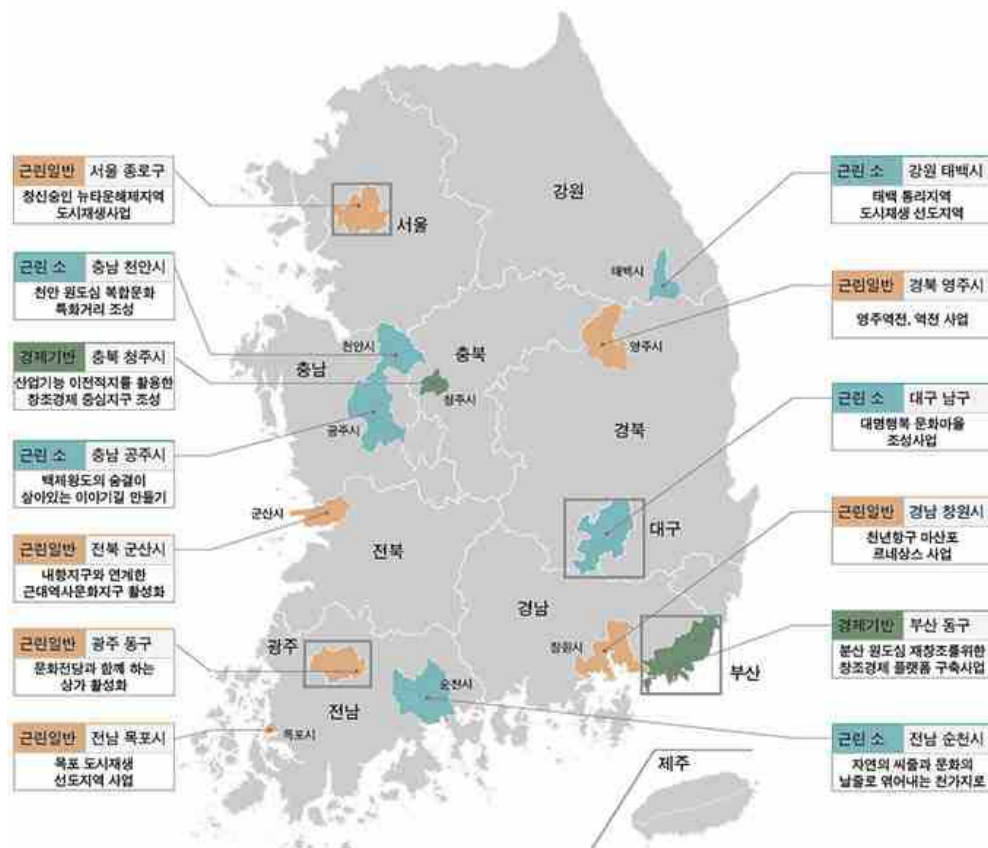 근린일반 서울 종로구
창신숭인 뉴타운해제지역
도시재생사업
근린 소 충남 천안시
천안 원도심 복합문화
특화거리 조성
경제기반 충북 청주시
산업기능 이전적지를 활용한
창조경제 중심지구 조성
근린 소 충남 공주시
백제왕도의 숨결이
살아있는 이야기길 만들기
근린일반 전북 군산시
내항지구와 연계한
근대역사문화지구 활성화
근린일반 광주 동구
문화전당과 함께 하는
상가 활성화
근린일반 전남 목포시
목포 도시재생
선도지역 사업
서울
강원
태백시
천안시
충북
영주시
충남
청주시
공주시
경북
군산시
대구
전북
경남
광주
창원시
부산
순천시
전남
목포시
제주
근린 소 강원 태백시
태백 통리지역
도시재생 선도지역
근린일반 경북 영주시
영주역전, 역전 사업
근린 소 대구 남구
대명행복 문화마을
조성사업
근린일반 경남 창원시
천년항구 마산포
르네상스 사업
경제기반 부산 동구
분산 원도심 재창조를위한
창조경제 플랫폼 구축사업
근린 소 전남 순천시
자연의 씨줄과 문화의
날줄로 엮어내는 천가지로